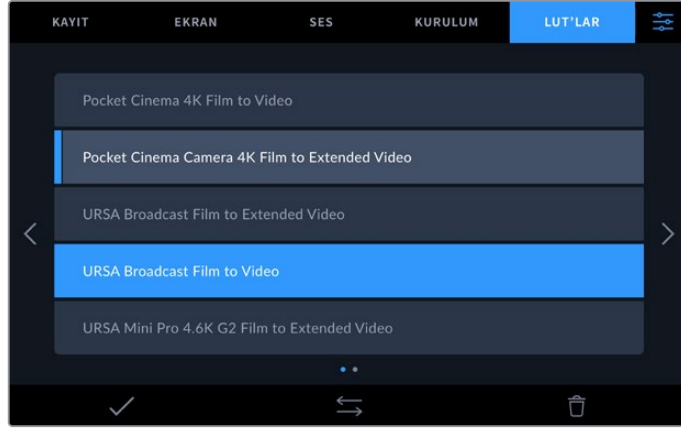 KAYIT EKRAN SES KURULUM LUT’LAR
Pocket Cinema 4K Film to Video
Pocket Cinema Camera 4K Film to Extended Video
URSA Broadcast Film to Extended Video
URSA Broadcast Film to Video
URSA Mini Pro 4.6K G2 Film to Extended Video